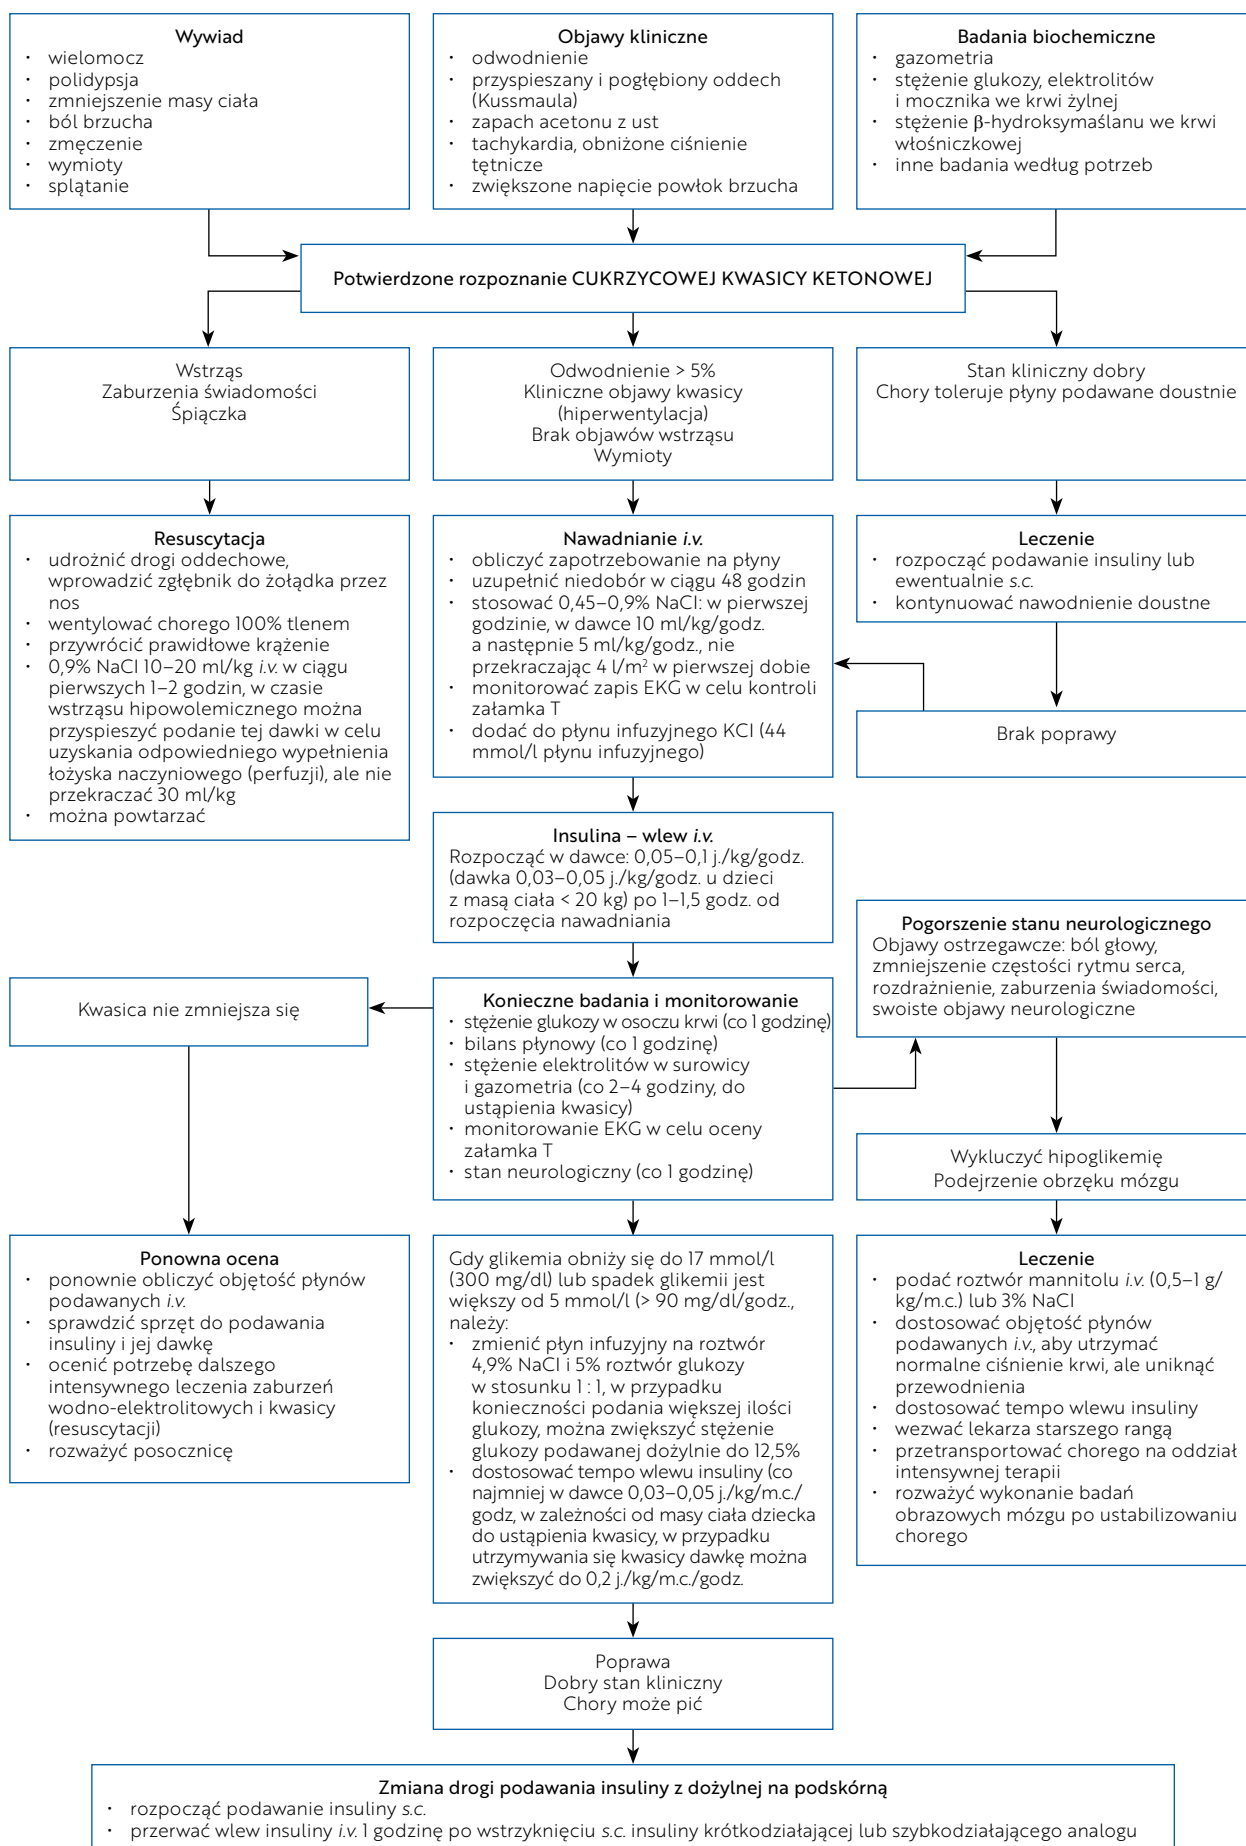 Wywiad
· wielomocz
· polidypsja
· zmniejszenie masy ciała
· ból brzucha
· zmęczenie
· wymioty
· splątanie
Objawy kliniczne
· odwodnienie
· przyspieszany i pogłębiony oddech
(Kussmaula)
· zapach acetonu z ust
· tachykardia, obniżone ciśnienie
tętnicze
· zwiększone napięcie powłok brzucha
Badania biochemiczne
· gazometria
· stężenie glukozy, elektrolitów
i mocznika we krwi żylnej
· stężenie β-hydroksymaślanu we krwi
włośniczkowej
· inne badania według potrzeb
Potwierdzone rozpoznanie CUKRZYCOWEJ KWASICY KETONOWEJ
Wstrząs
Zaburzenia świadomości
Śpiączka
Odwodnienie > 5%
Kliniczne objawy kwasicy
(hiperwentylacja)
Brak objawów wstrząsu
Wymioty
Stan kliniczny dobry
Chory toleruje płyny podawane doustnie
Resuscytacja
· udrożnić drogi oddechowe,
wprowadzić zgłębnik do żołądka przez
nos
· wentylować chorego 100% tlenem
· przywrócić prawidłowe krążenie
· 0,9% NaCl 10–20 ml/kg i.v. w ciągu
pierwszych 1–2 godzin, w czasie
wstrząsu hipowolemicznego można
przyspieszyć podanie tej dawki w celu
uzyskania odpowiedniego wypełnienia
łożyska naczyniowego (perfuzji), ale nie
przekraczać 30 ml/kg
· można powtarzać
Nawadnianie i.v.
· obliczyć zapotrzebowanie na płyny
· uzupełnić niedobór w ciągu 48 godzin
· stosować 0,45–0,9% NaCl: w pierwszej
godzinie, w dawce 10 ml/kg/godz.
a następnie 5 ml/kg/godz., nie
przekraczając 4 l/m² w pierwszej dobie
· monitorować zapis EKG w celu kontroli
załamka T
· dodać do płynu infuzyjnego KCl (44
mmol/l płynu infuzyjnego)
Leczenie
· rozpocząć podawanie insuliny lub
ewentualnie s.c.
· kontynuować nawodnienie doustne
Brak poprawy
Insulina – wlew i.v.
Rozpocząć w dawce: 0,05–0,1 j./kg/godz.
(dawka 0,03–0,05 j./kg/godz. u dzieci
z masą ciała < 20 kg) po 1–1,5 godz. od
rozpoczęcia nawadniania
Pogorszenie stanu neurologicznego
Objawy ostrzegawcze: ból głowy,
zmniejszenie częstości rytmu serca,
rozdrażnienie, zaburzenia świadomości,
swoiste objawy neurologiczne
Kwasica nie zmniejsza się
Konieczne badania i monitorowanie
· stężenie glukozy w osoczu krwi (co 1 godzinę)
· bilans płynowy (co 1 godzinę)
· stężenie elektrolitów w surowicy
i gazometria (co 2–4 godziny, do
ustąpienia kwasicy)
· monitorowanie EKG w celu oceny
załamka T
· stan neurologiczny (co 1 godzinę)
Wykluczyć hipoglikemię
Podejrzenie obrzęku mózgu
Ponowna ocena
· ponownie obliczyć objętość płynów
podawanych i.v.
· sprawdzić sprzęt do podawania
insuliny i jej dawkę
· ocenić potrzebę dalszego
intensywnego leczenia zaburzeń
wodno-elektrolitowych i kwasicy
(resuscytacji)
· rozważyć posocznicę
Gdy glikemia obniży się do 17 mmol/l
(300 mg/dl) lub spadek glikemii jest
większy od 5 mmol/l (> 90 mg/dl/godz.,
należy:
· zmienić płyn infuzyjny na roztwór
4,9% NaCl i 5% roztwór glukozy
w stosunku 1 : 1, w przypadku
konieczności podania większej ilości
glukozy, można zwiększyć stężenie
glukozy podawanej dożylnie do 12,5%
· dostosować tempo wlewu insuliny (co
najmniej w dawce 0,03–0,05 j./kg/m.c./
godz, w zależności od masy ciała dziecka
do ustąpienia kwasicy, w przypadku
utrzymywania się kwasicy dawkę można
zwiększyć do 0,2 j./kg/m.c./godz.
Leczenie
· podać roztwór mannitolu i.v. (0,5–1 g/
kg/m.c.) lub 3% NaCl
· dostosować objętość płynów
podawanych i.v., aby utrzymać
normalne ciśnienie krwi, ale uniknąć
przewodnienia
· dostosować tempo wlewu insuliny
· wezwać lekarza starszego rangą
· przetransportować chorego na oddział
intensywnej terapii
· rozważyć wykonanie badań
obrazowych mózgu po ustabilizowaniu
chorego
Poprawa
Dobry stan kliniczny
Chory może pić
Zmiana drogi podawania insuliny z dożylnej na podskórną
· rozpocząć podawanie insuliny s.c.
· przerwać wlew insuliny i.v. 1 godzinę po wstrzyknięciu s.c. insuliny krótkodziałającej lub szybkodziałającego analogu